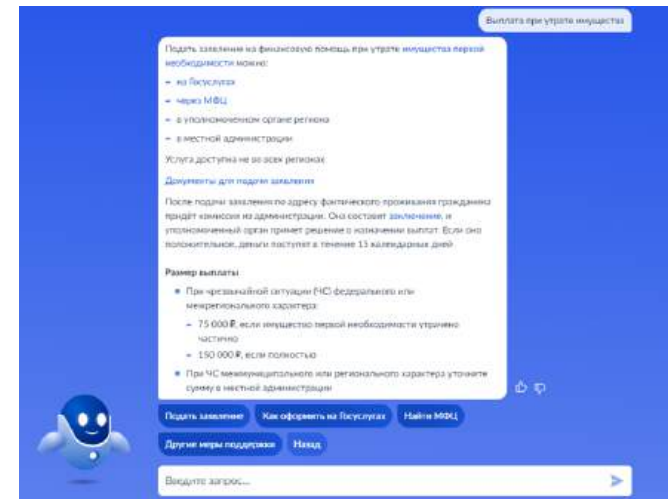 Выплата при утрате имущества
Подать заявление на финансовую помощь при утрате имущества первой
необходимости можно:
– на Госуслугах
– через МФЦ
– в уполномоченном органе региона
– в местной администрации
Услуга доступна не во всех регионах
Документы для подачи заявления
После подачи заявления по адресу фактического проживания гражданина
придёт комиссия из администрации. Она составит заключение, и
уполномоченный орган примет решение о назначении выплат. Если оно
положительное, деньги поступят в течение 13 календарных дней
Размер выплаты
• При чрезвычайной ситуации (ЧС) федерального или
межрегионального характера:
– 75 000 ₽, если имущество первой необходимости утрачено
частично
– 150 000 ₽, если полностью
• При ЧС межмуниципального или регионального характера уточните
сумму в местной администрации
Подать заявление Как оформить на Госуслугах Найти МФЦ
Другие меры поддержки Назад
Введите запрос...